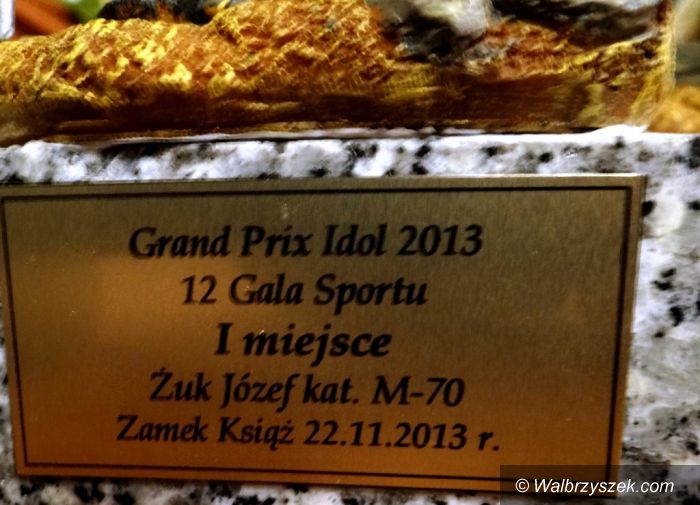 Grand Prix Idol 2013
12 Gala Sportu
I miejsce
Żuk Józef kat. M-70
Zamek Książ 22.11.2013 r.
© Walbrzyszek.com